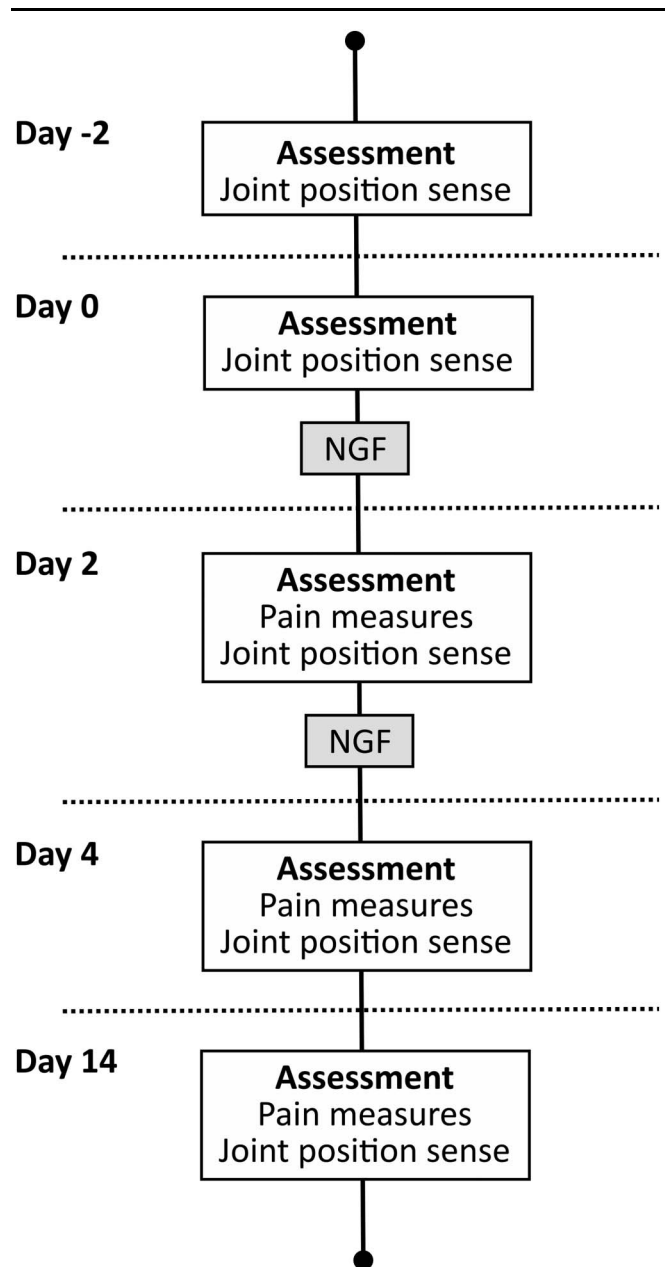 Day -2
Assessment
Joint position sense
Day 0
Assessment
Joint position sense
NGF
Day 2
Assessment
Pain measures
Joint position sense
NGF
Day 4
Assessment
Pain measures
Joint position sense
Day 14
Assessment
Pain measures
Joint position sense